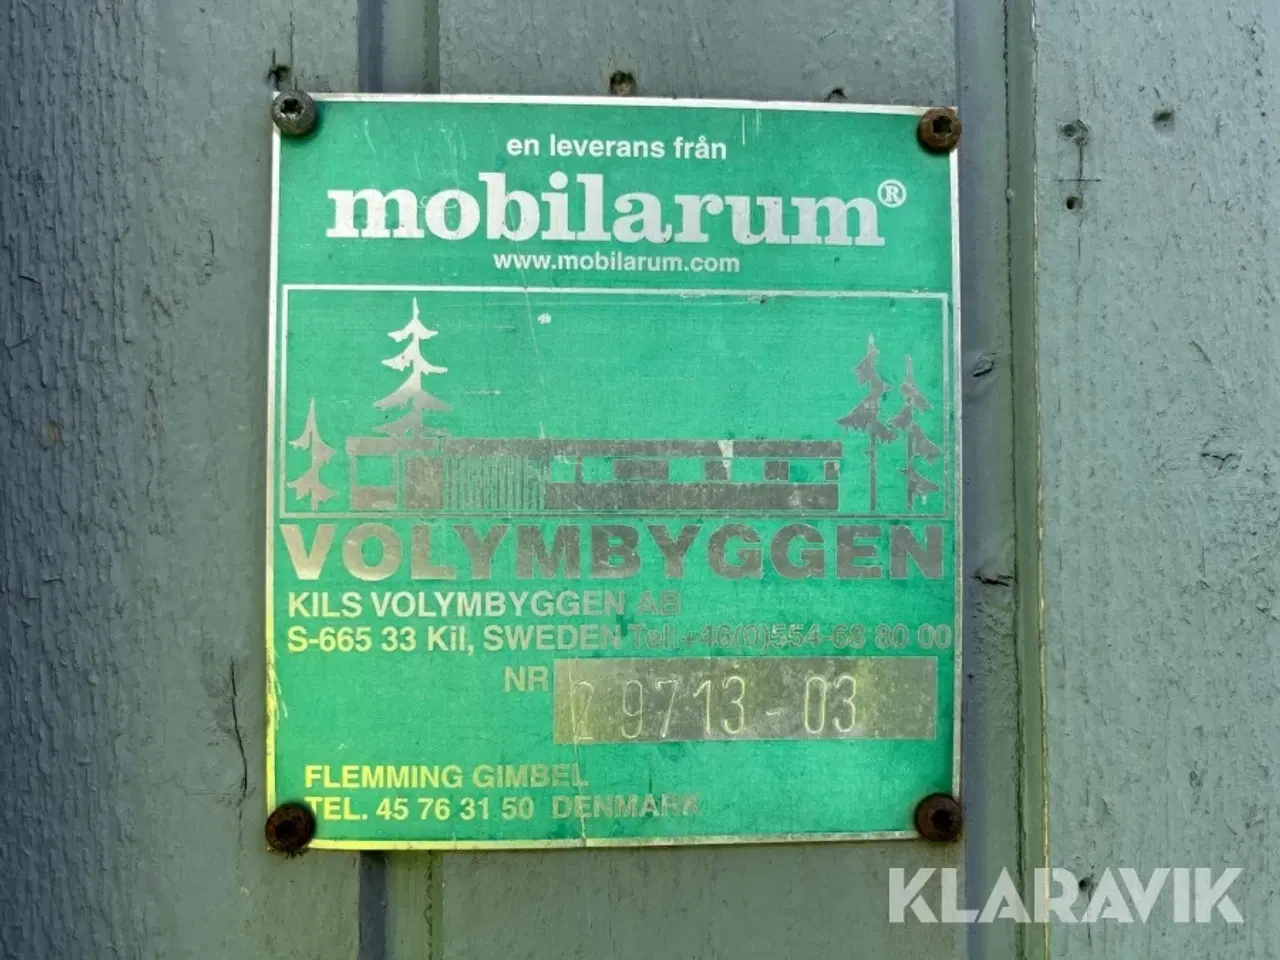 en leverans från
mobilarum®
www.mobilarum.com
VOLYMBYGGEN
KILS VOLYMBYGGEN AB
S-665 33 Kil, SWEDEN Tel:+46(0)554-68 80 00
NR 29713-03
FLEMMING GIMBEL
TEL. 45 76 31 50 DENMARK
KLARAVIK